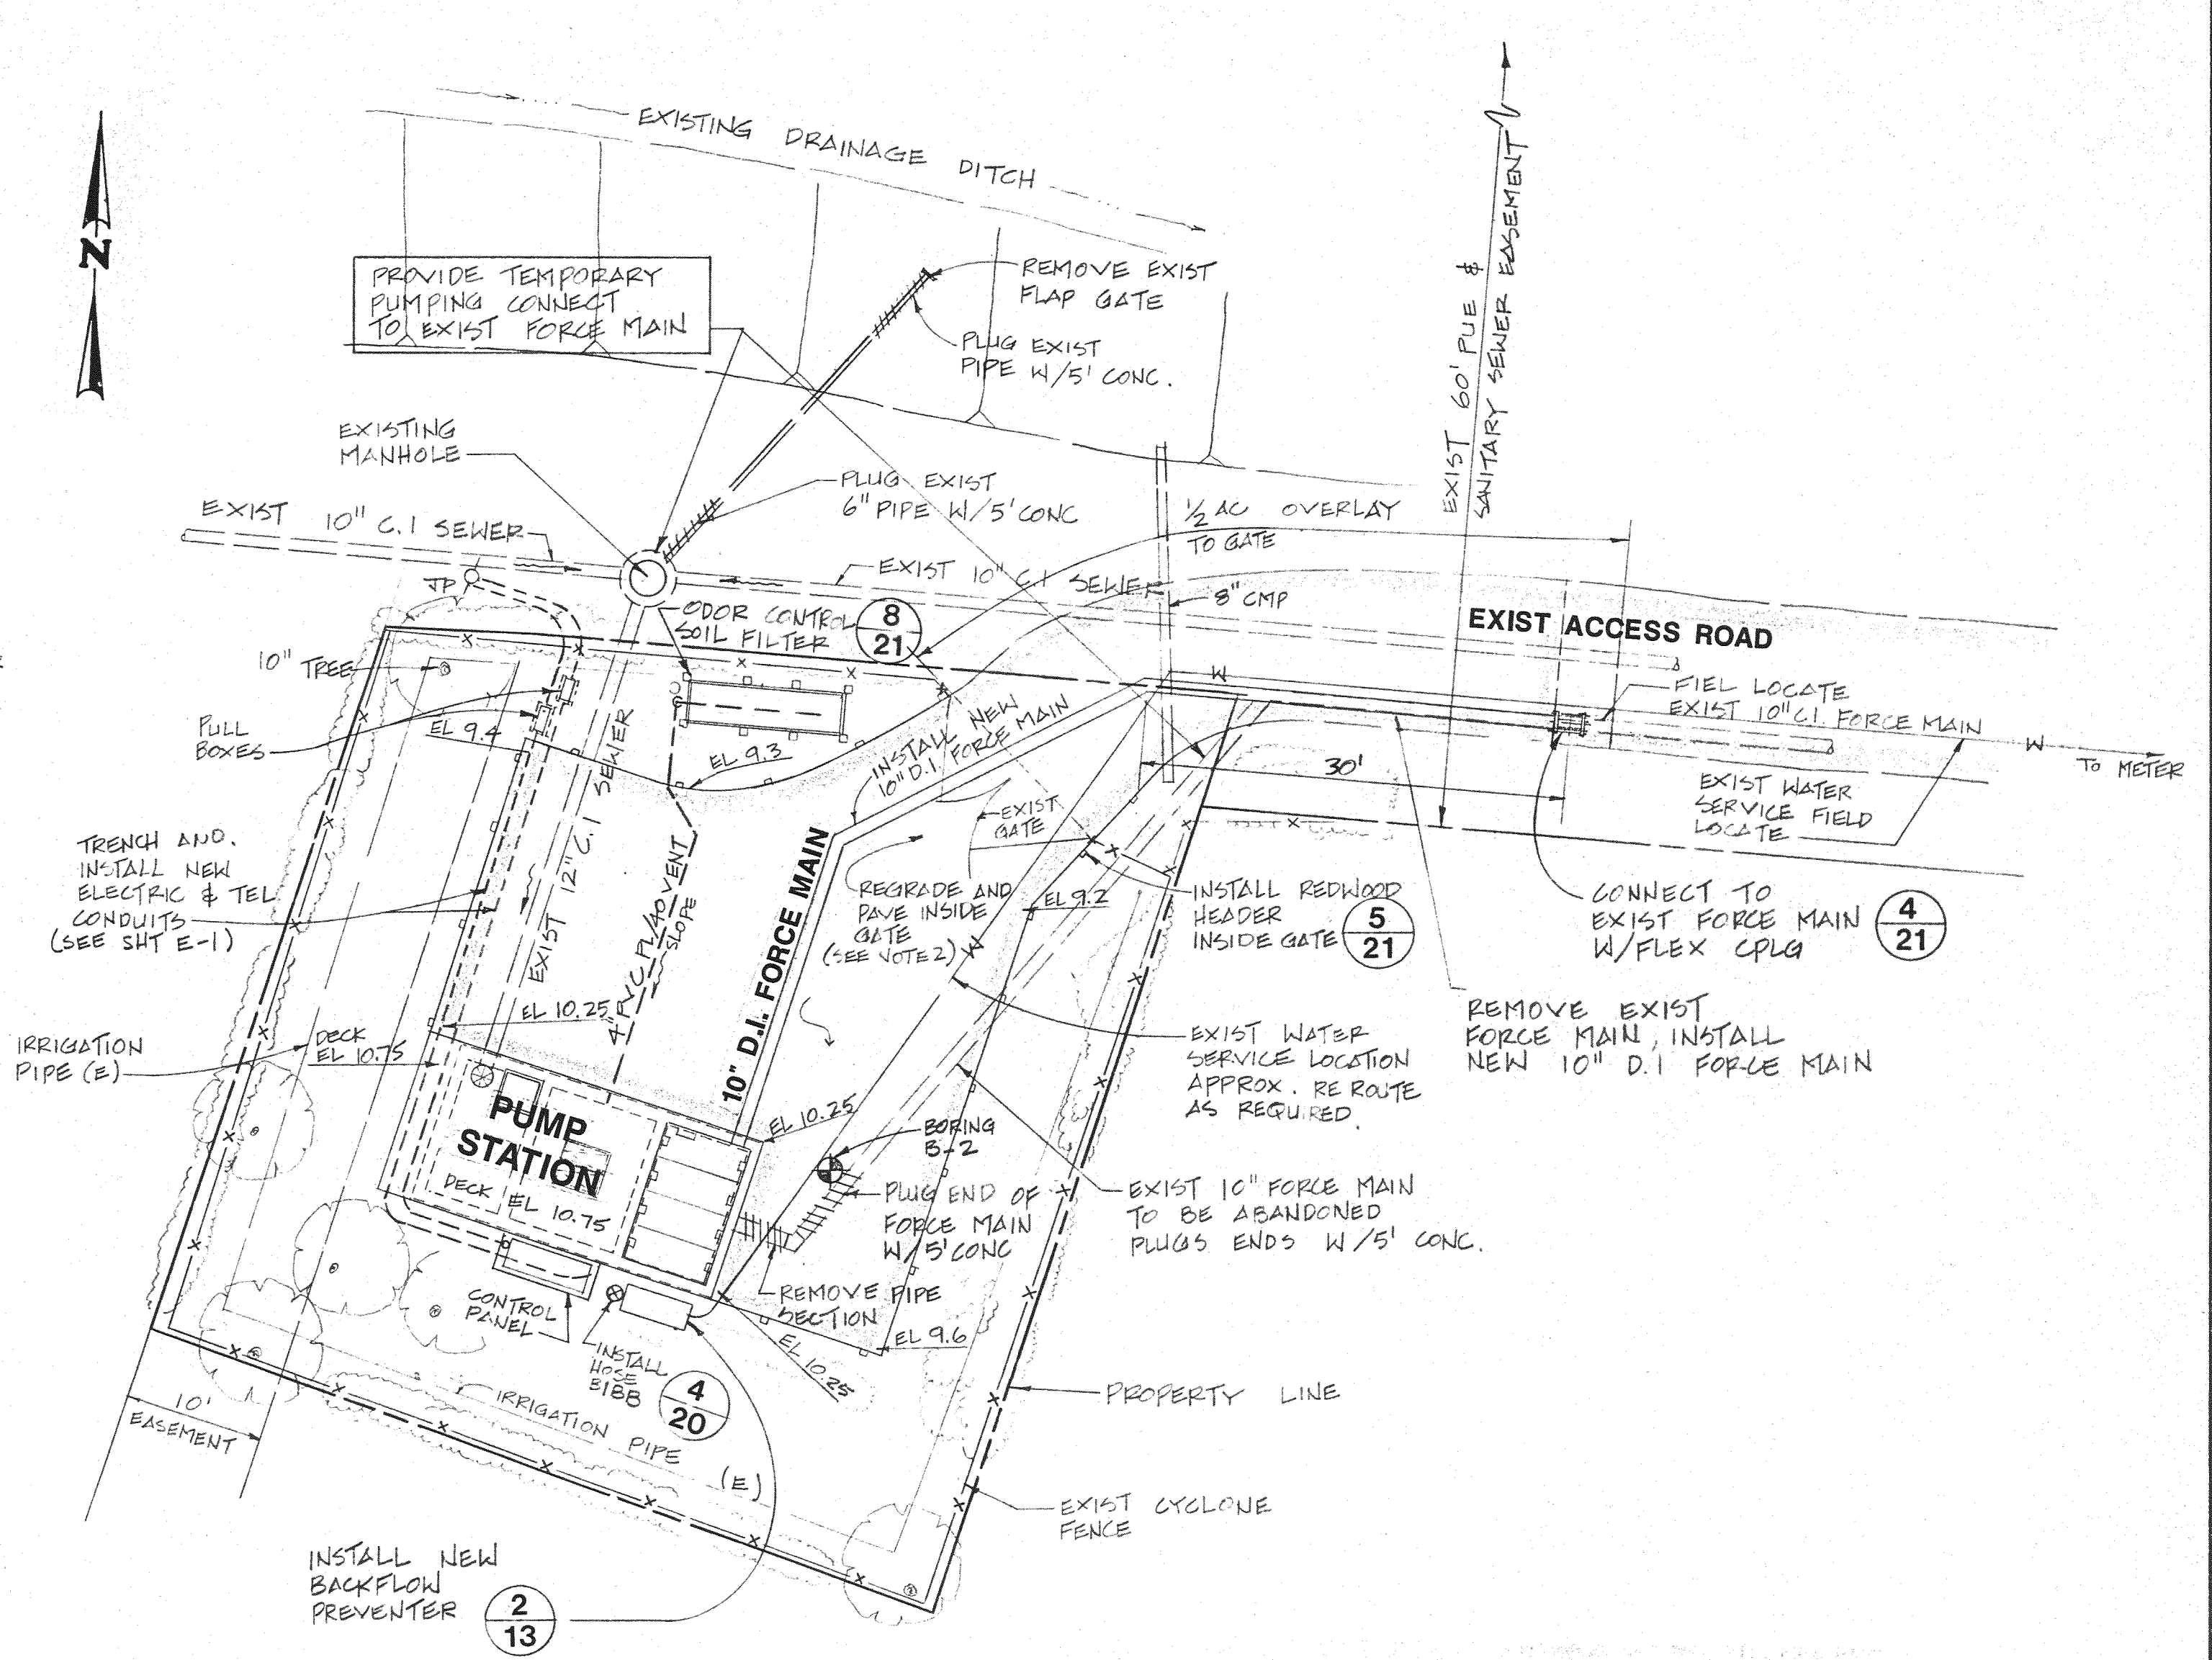 EXISTING DRAINAGE DITCH
N
PROVIDE TEMPORARY
PUMPING CONNECT
TO EXIST FORCE MAIN
REMOVE EXIST
FLAP GATE
PLUG EXIST
PIPE W/5' CONC.
EXIST 60' PUE &
SANITARY SEWER EASEMENT
EXISTING
MANHOLE
PLUG EXIST
6" PIPE W/5' CONC
EXIST 10" C.I SEWER
1/2 AC OVERLAY
TO GATE
JP
EXIST 10" C.I SEWER
8" CMP
ODOR CONTROL
SOIL FILTER
8
21
EXIST ACCESS ROAD
10" TREE
W
FIEL LOCATE
EXIST 10" C.I. FORCE MAIN
PULL
BOXES
EL 9.4
EL 9.3
INSTALL NEW
10" D.I. FORCE MAIN
W
TO METER
30'
EXIST WATER
SERVICE FIELD
LOCATE
EXIST
GATE
TRENCH AND.
INSTALL NEW
ELECTRIC & TEL
CONDUITS
(SEE SHT E-1)
EXIST 12" C.I SEWER
4" PVC PL/40 VENT
SLOPE
10" D.I. FORCE MAIN
REGRADE AND
PAVE INSIDE
GATE
(SEE NOTE 2)
W
EL 9.2
INSTALL REDWOOD
HEADER
INSIDE GATE
5
21
CONNECT TO
EXIST FORCE MAIN
W/FLEX CPLG
4
21
EL 10.25
REMOVE EXIST
FORCE MAIN, INSTALL
NEW 10" D.I FORCE MAIN
IRRIGATION
PIPE (E)
DECK
EL 10.75
EXIST WATER
SERVICE LOCATION
APPROX. RE ROUTE
AS REQUIRED.
PUMP
STATION
DECK EL 10.75
EL 10.25
BORING
B-2
PLUG END OF
FORCE MAIN
W/5' CONC
EXIST 10" FORCE MAIN
TO BE ABANDONED
PLUGS ENDS W/5' CONC.
REMOVE PIPE
SECTION
CONTROL
PANEL
EL 9.6
EL 10.25
INSTALL
HOSE
BIBB
4
20
PROPERTY LINE
10'
EASEMENT
IRRIGATION PIPE (E)
EXIST CYCLONE
FENCE
INSTALL NEW
BACKFLOW
PREVENTER
2
13